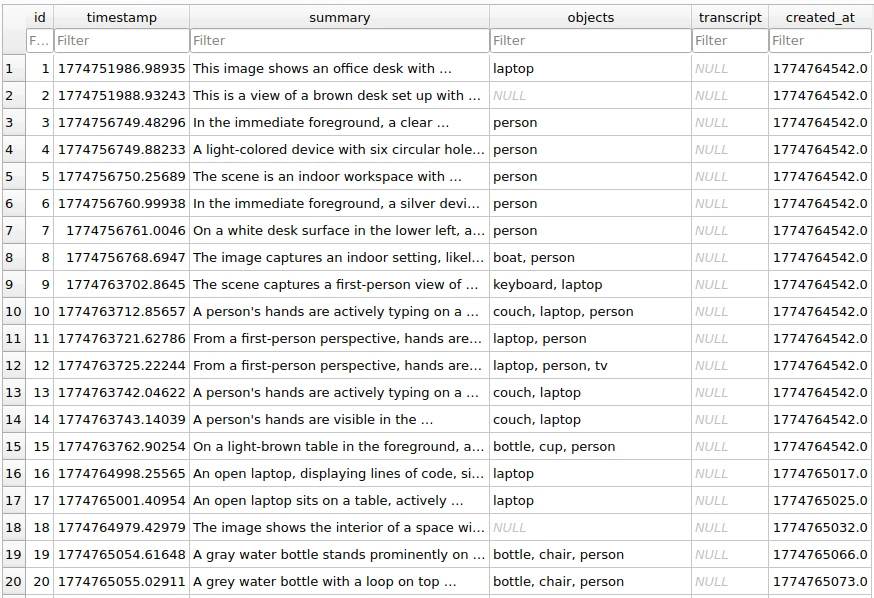 id timestamp summary objects transcript created_at
F... Filter Filter Filter Filter Filter
1 1 1774751986.98935 This image shows an office desk with ... laptop NULL 1774764542.0
2 2 1774751988.93243 This is a view of a brown desk set up with ... NULL NULL 1774764542.0
3 3 1774756749.48296 In the immediate foreground, a clear ... person NULL 1774764542.0
4 4 1774756749.88233 A light-colored device with six circular hole... person NULL 1774764542.0
5 5 1774756750.25689 The scene is an indoor workspace with ... person NULL 1774764542.0
6 6 1774756760.99938 In the immediate foreground, a silver devi... person NULL 1774764542.0
7 7 1774756761.0046 On a white desk surface in the lower left, a... person NULL 1774764542.0
8 8 1774756768.6947 The image captures an indoor setting, likel... boat, person NULL 1774764542.0
9 9 1774763702.8645 The scene captures a first-person view of ... keyboard, laptop NULL 1774764542.0
10 10 1774763712.85657 A person's hands are actively typing on a ... couch, laptop, person NULL 1774764542.0
11 11 1774763721.62786 From a first-person perspective, hands are... laptop, person NULL 1774764542.0
12 12 1774763725.22244 From a first-person perspective, hands are... laptop, person, tv NULL 1774764542.0
13 13 1774763742.04622 A person's hands are actively typing on a ... couch, laptop NULL 1774764542.0
14 14 1774763743.14039 A person's hands are visible in the ... couch, laptop NULL 1774764542.0
15 15 1774763762.90254 On a light-brown table in the foreground, a... bottle, cup, person NULL 1774764542.0
16 16 1774764998.25565 An open laptop, displaying lines of code, si... laptop NULL 1774765017.0
17 17 1774765001.40954 An open laptop sits on a table, actively ... laptop NULL 1774765025.0
18 18 1774764979.42979 The image shows the interior of a space wi... NULL NULL 1774765032.0
19 19 1774765054.61648 A gray water bottle stands prominently on ... bottle, chair, person NULL 1774765066.0
20 20 1774765055.02911 A grey water bottle with a loop on top ... bottle, chair, person NULL 1774765073.0